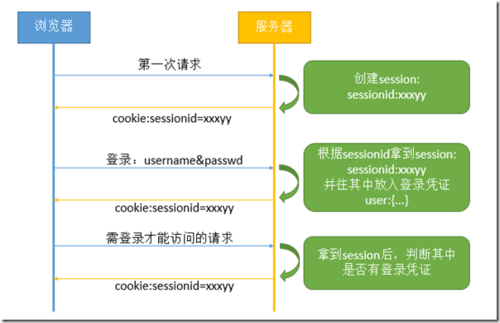 浏览器
服务器
第一次请求
创建session:
sessionid:xxxyy
cookie:sessionid=xxxyy
登录：username&passwd
根据sessionid拿到session:
sessionid:xxxyy
并往其中放入登录凭证
user:{...}
cookie:sessionid=xxxyy
需登录才能访问的请求
拿到session后，判断其中
是否有登录凭证
cookie:sessionid=xxxyy